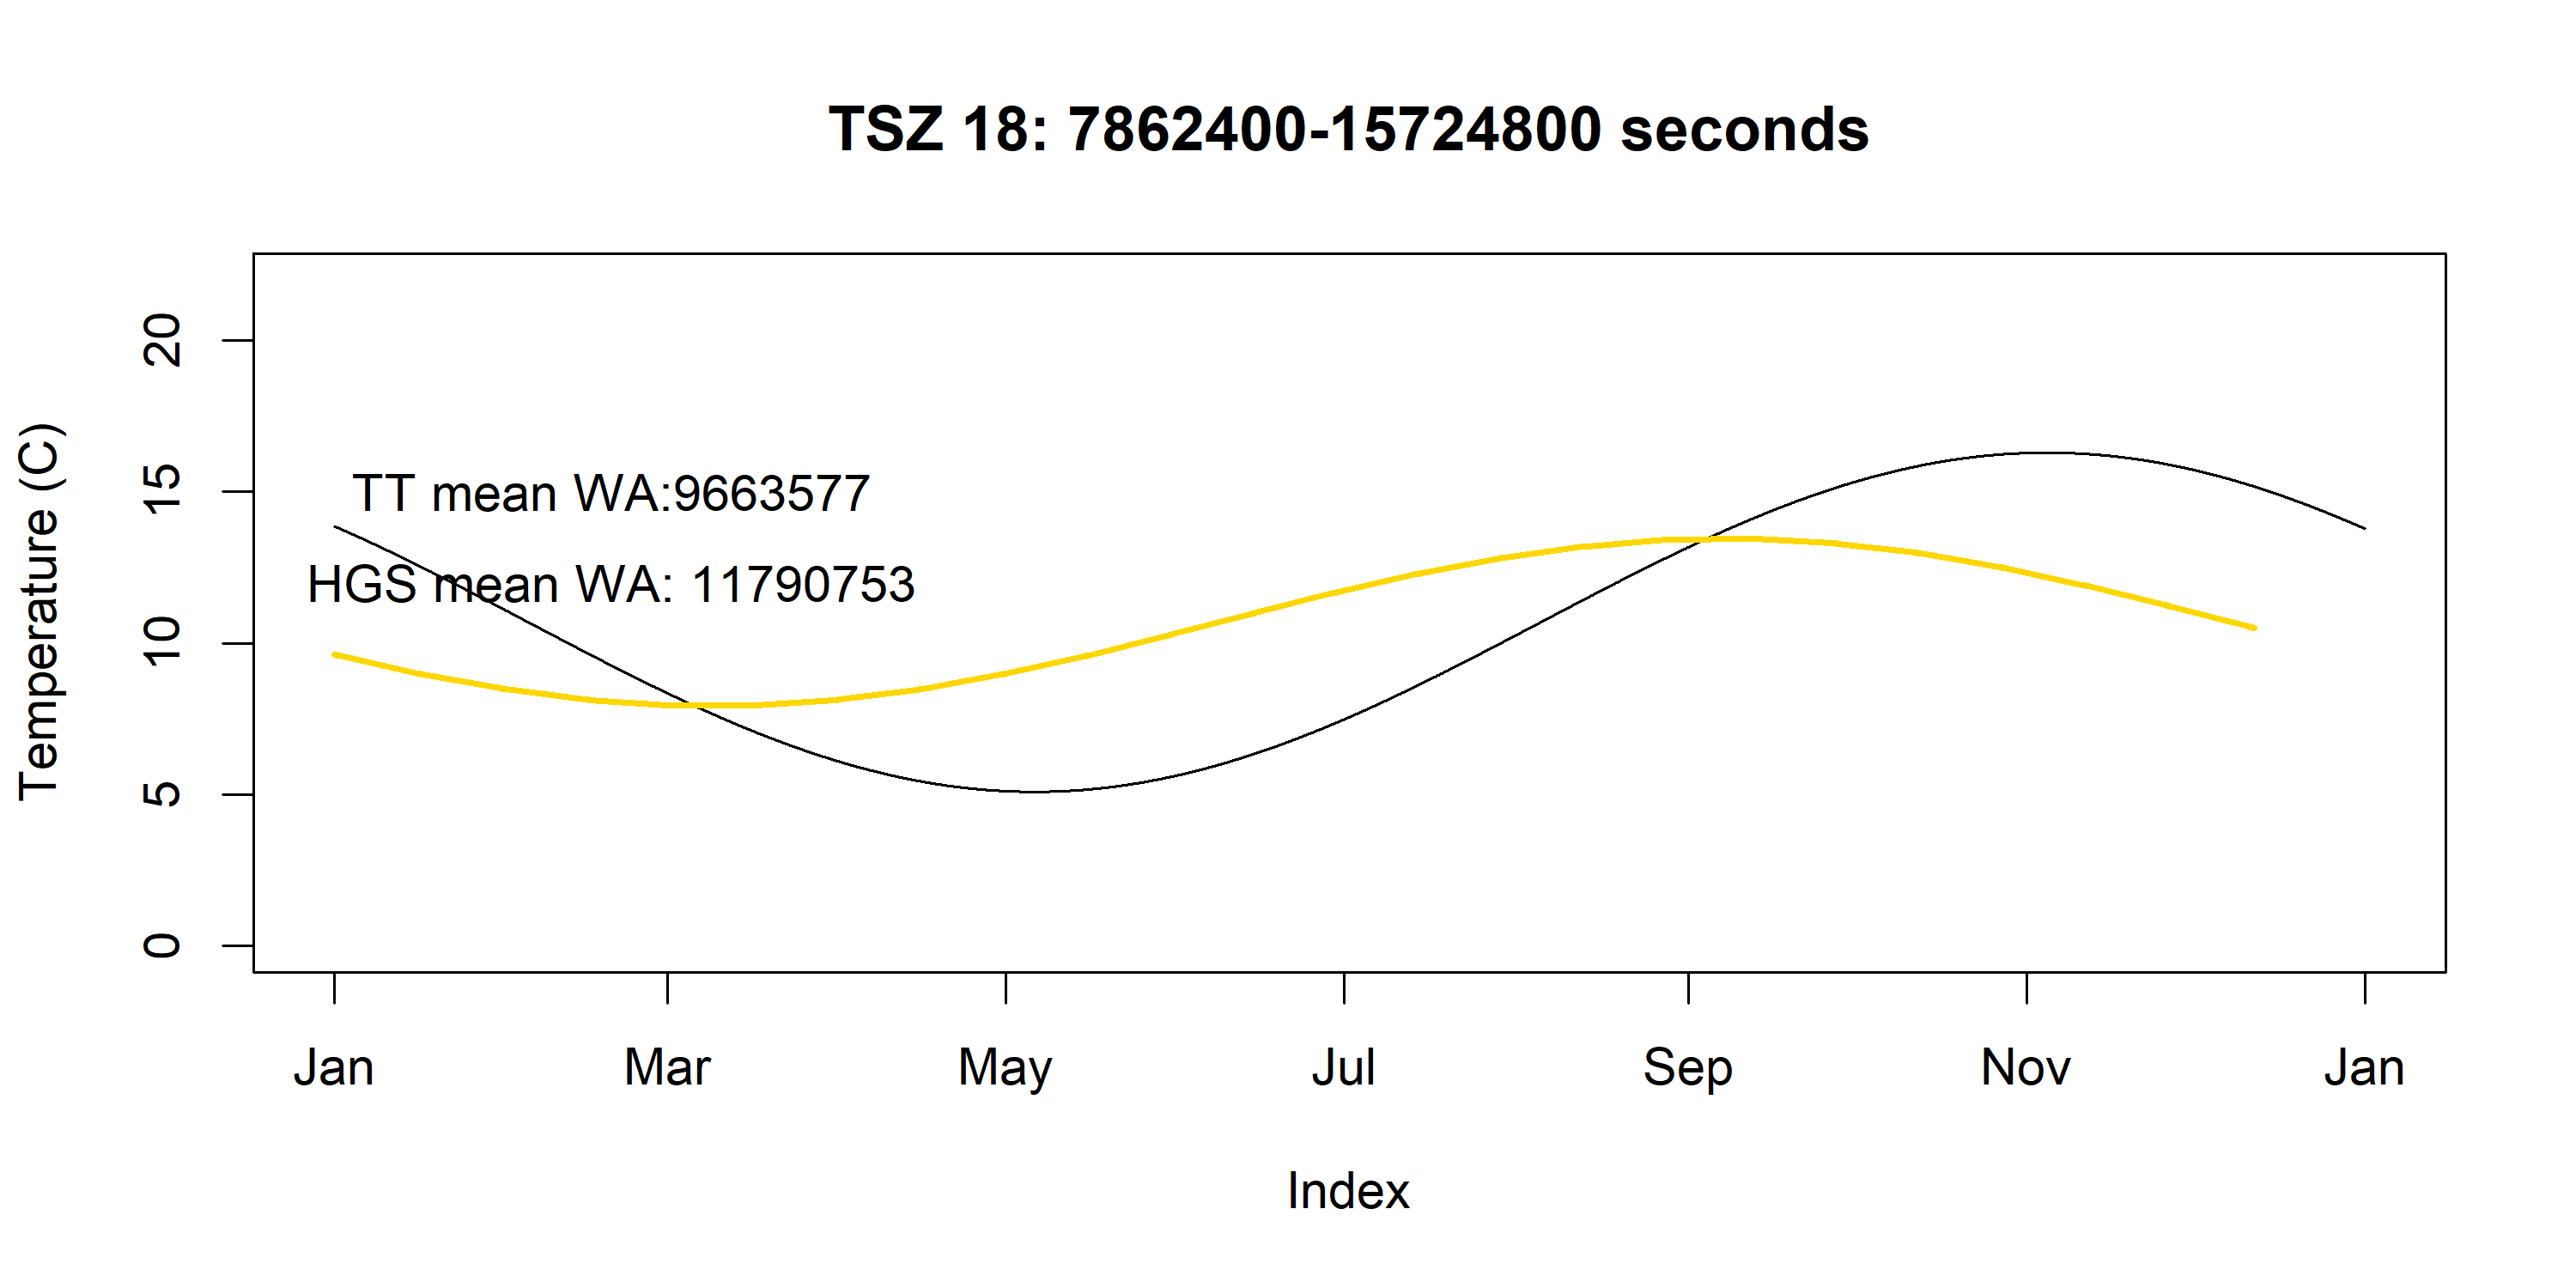 TSZ 18: 7862400-15724800 seconds
Temperature (C)
20
15
10
5
0
TT mean WA:9663577
HGS mean WA: 11790753
Jan Mar May Jul Sep Nov Jan
Index